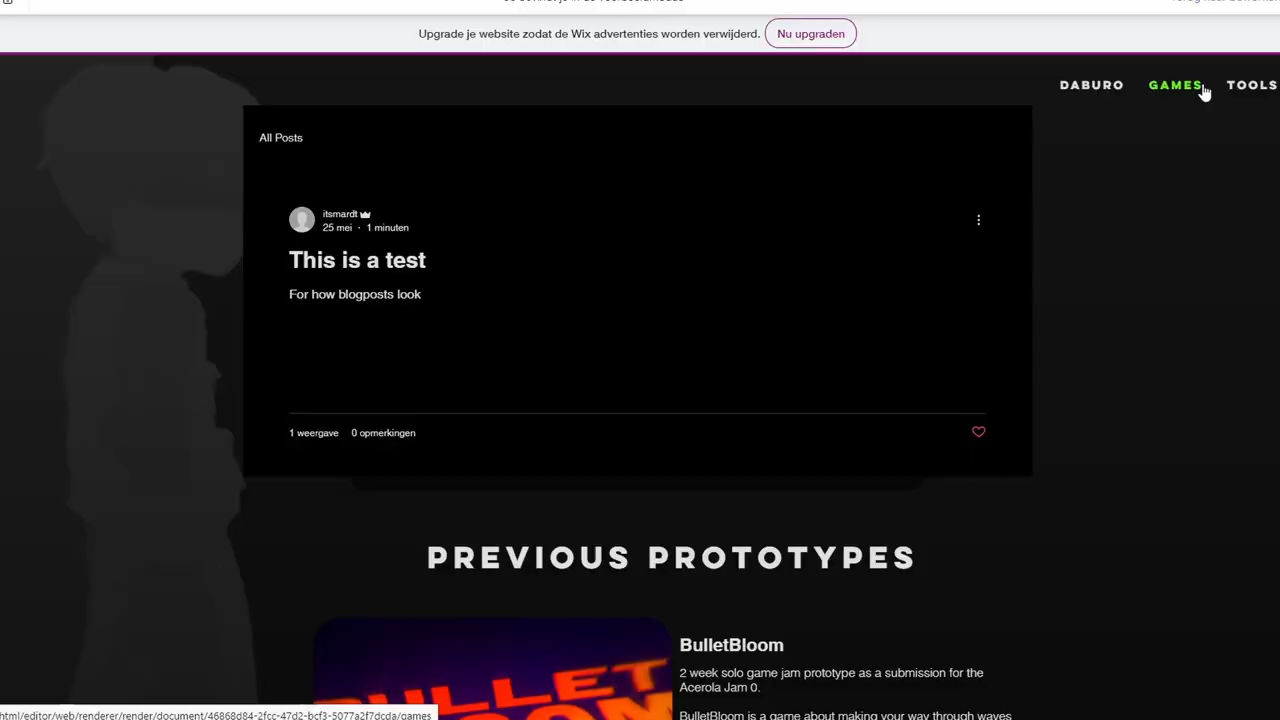 Upgrade je website zodat de Wix advertenties worden verwijderd. Nu upgraden
DABURO GAMES TOOLS
All Posts
itsmardt
25 mei · 1 minuten
This is a test
For how blogposts look
1 weergave 0 opmerkingen
PREVIOUS PROTOTYPES
BULLET
BulletBloom
2 week solo game jam prototype as a submission for the
Acerola Jam 0.
BulletBloom is a game about making your way through waves
html/editor/web/renderer/render/document/46868d84-2fcc-47d2-bcf3-5077a2f7dcda/games